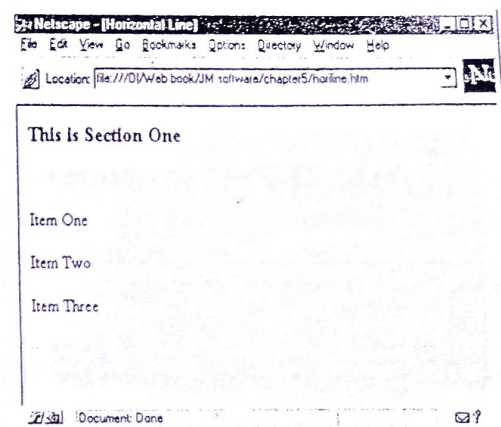 Netscape - [Horizontal Line]
File Edit View Go Bookmarks Options Directory Window Help
Location: file:///D|/Web book/JM software/chapter5/horiline.htm
N
This is Section One
Item One
Item Two
Item Three
Document: Done
?